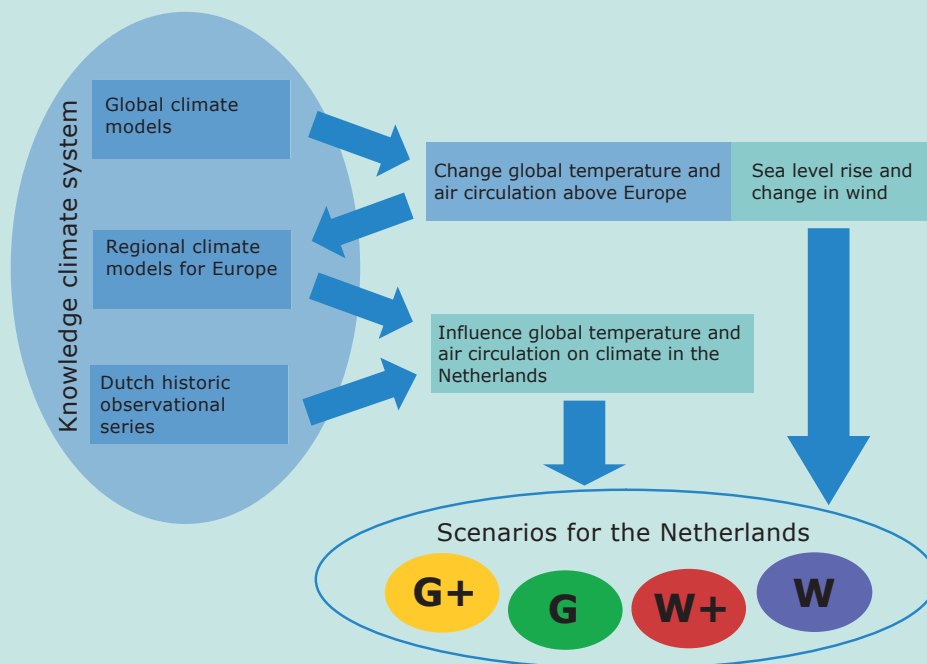 Knowledge climate system
Global climate
models
Change global temperature and
air circulation above Europe
Sea level rise and
change in wind
Regional climate
models for Europe
Influence global temperature and
air circulation on climate in the
Netherlands
Dutch historic
observational
series
Scenarios for the Netherlands
G+
G
W+
W